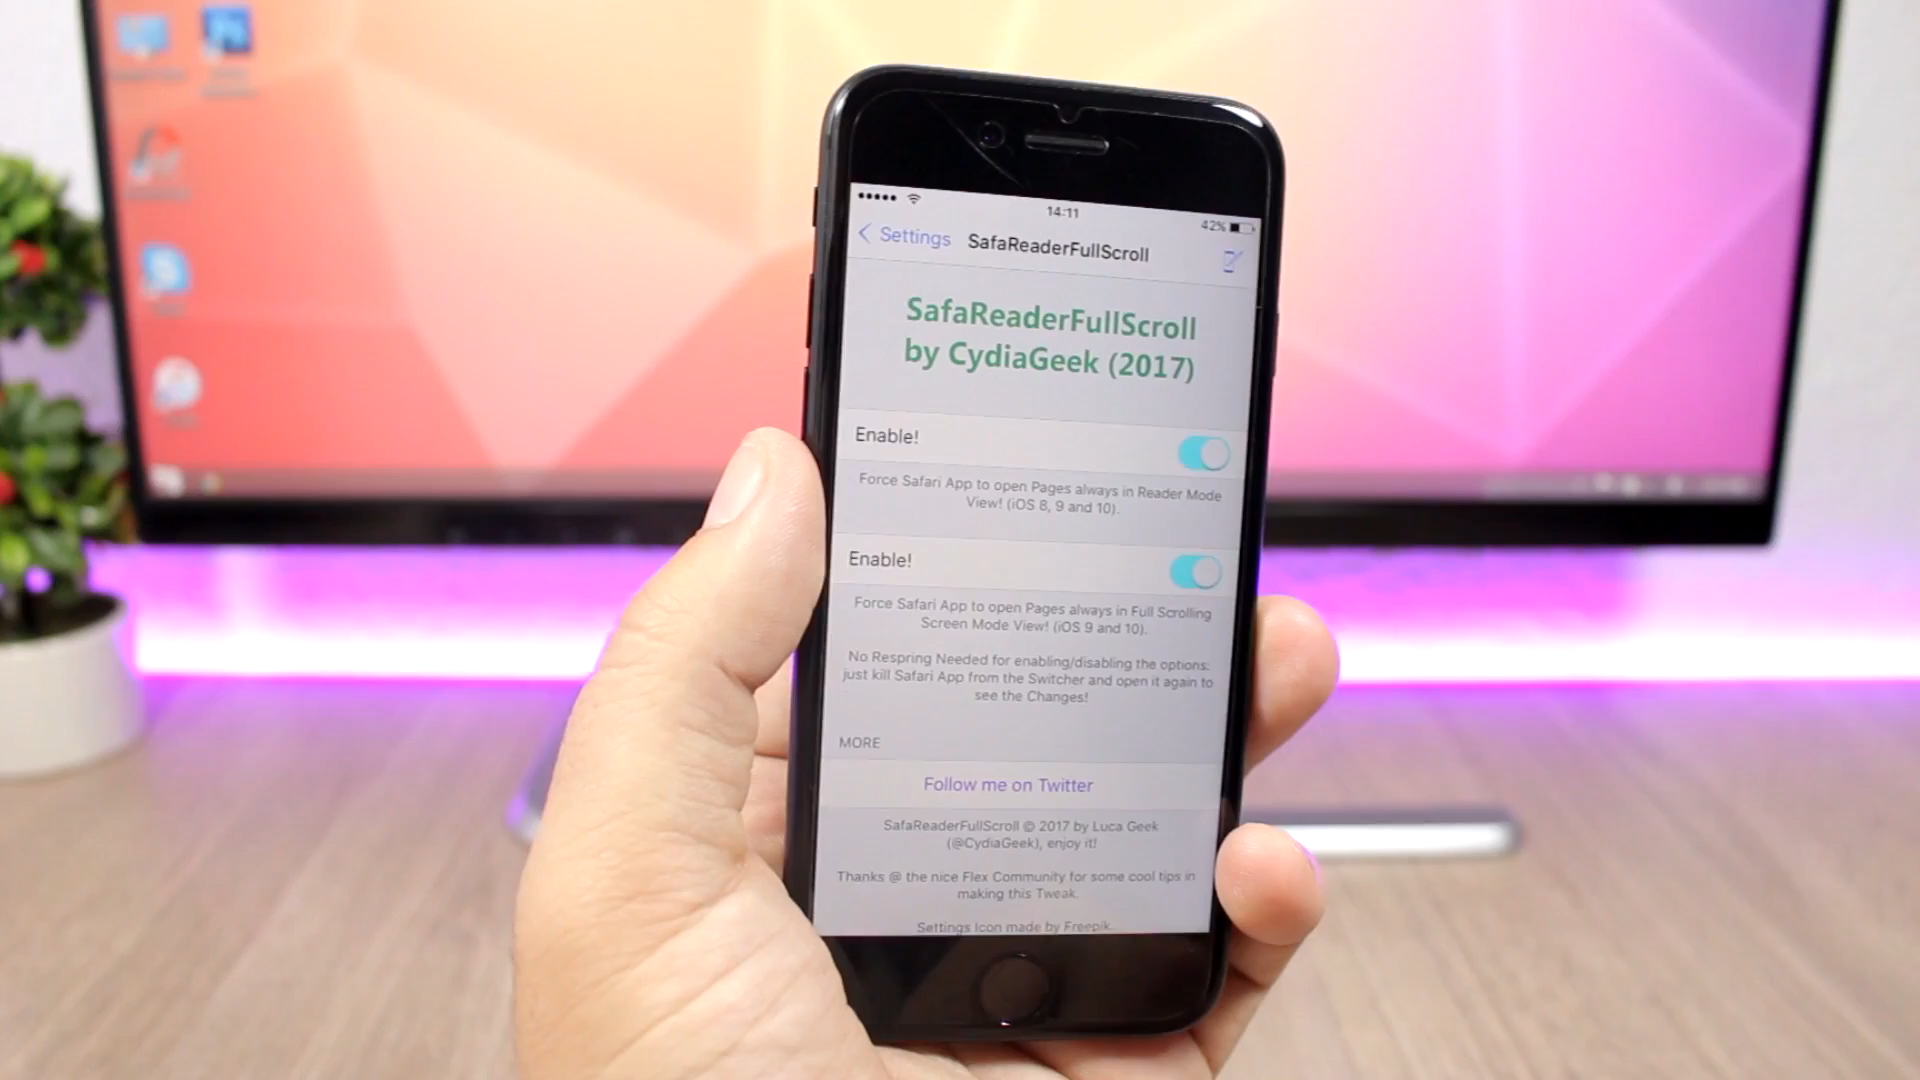 14:11
42%
Settings SafaReaderFullScroll
SafaReaderFullScroll
by CydiaGeek (2017)
Enable!
Force Safari App to open Pages always in Reader Mode
View! (iOS 8, 9 and 10).
Enable!
Force Safari App to open Pages always in Full Scrolling
Screen Mode View! (iOS 9 and 10).
No Respring Needed for enabling/disabling the options:
just kill Safari App from the Switcher and open it again to
see the Changes!
MORE
Follow me on Twitter
SafaReaderFullScroll © 2017 by Luca Geek
(@CydiaGeek), enjoy it!
Thanks @ the nice Flex Community for some cool tips in
making this Tweak.
Settings Icon made by Freepik.